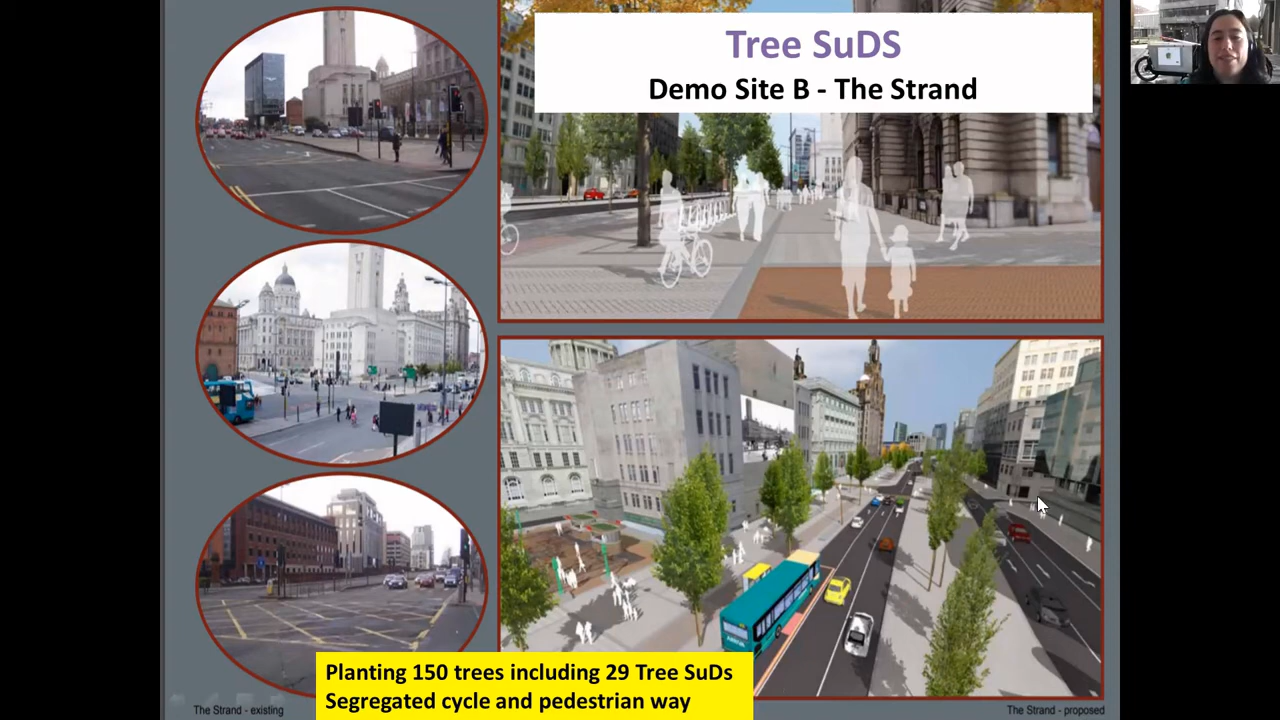 Tree SuDS
Demo Site B - The Strand
Planting 150 trees including 29 Tree SuDs
Segregated cycle and pedestrian way
The Strand - existing
The Strand - proposed